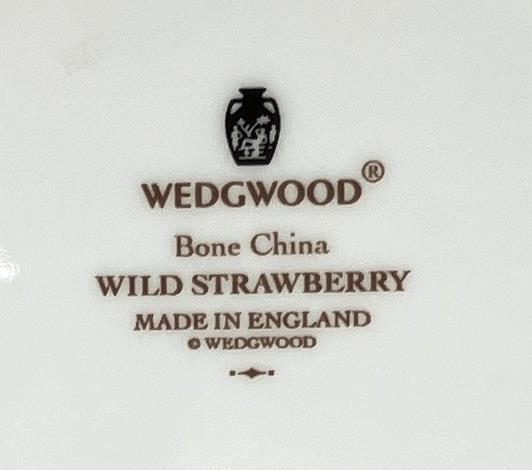 WEDGWOOD®
Bone China
WILD STRAWBERRY
MADE IN ENGLAND
© WEDGWOOD